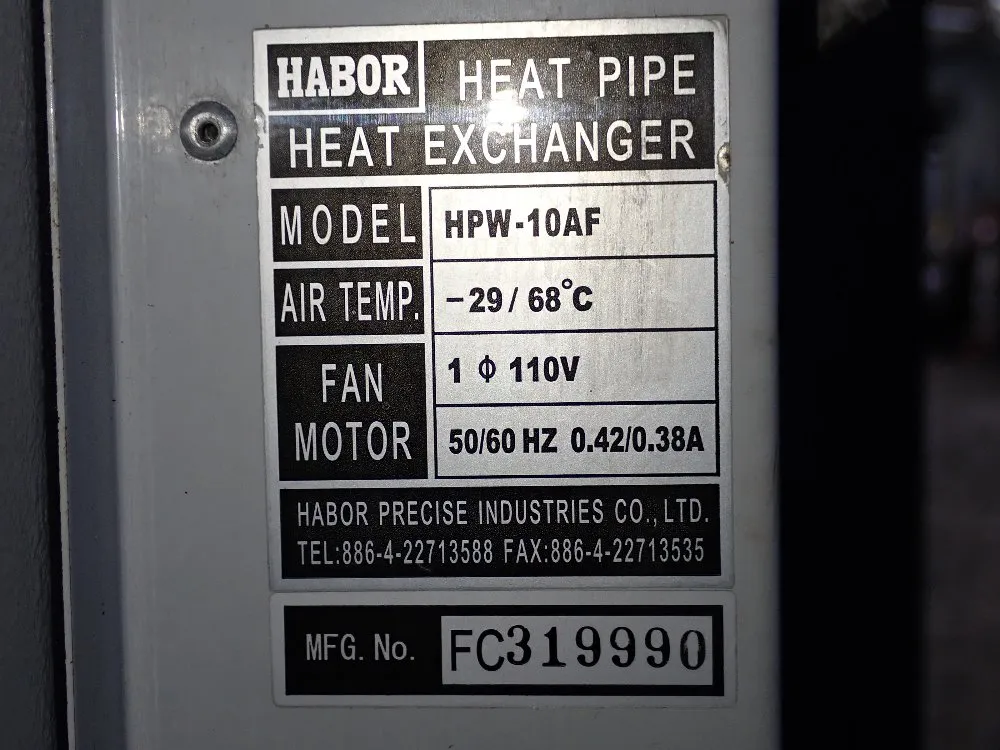 HABOR HEAT PIPE
HEAT EXCHANGER
MODEL HPW-10AF
AIR TEMP. -29/68°C
FAN MOTOR 1 Φ 110V
50/60 HZ 0.42/0.38A
HABOR PRECISE INDUSTRIES CO., LTD.
TEL:886-4-22713588 FAX:886-4-22713535
MFG. No. FC319990